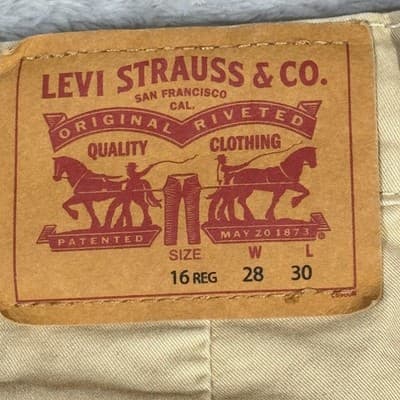 LEVI STRAUSS & CO.
SAN FRANCISCO
CAL.
ORIGINAL RIVETED
QUALITY CLOTHING
PATENTED MAY 20 1873 ®
SIZE W L
16 REG 28 30